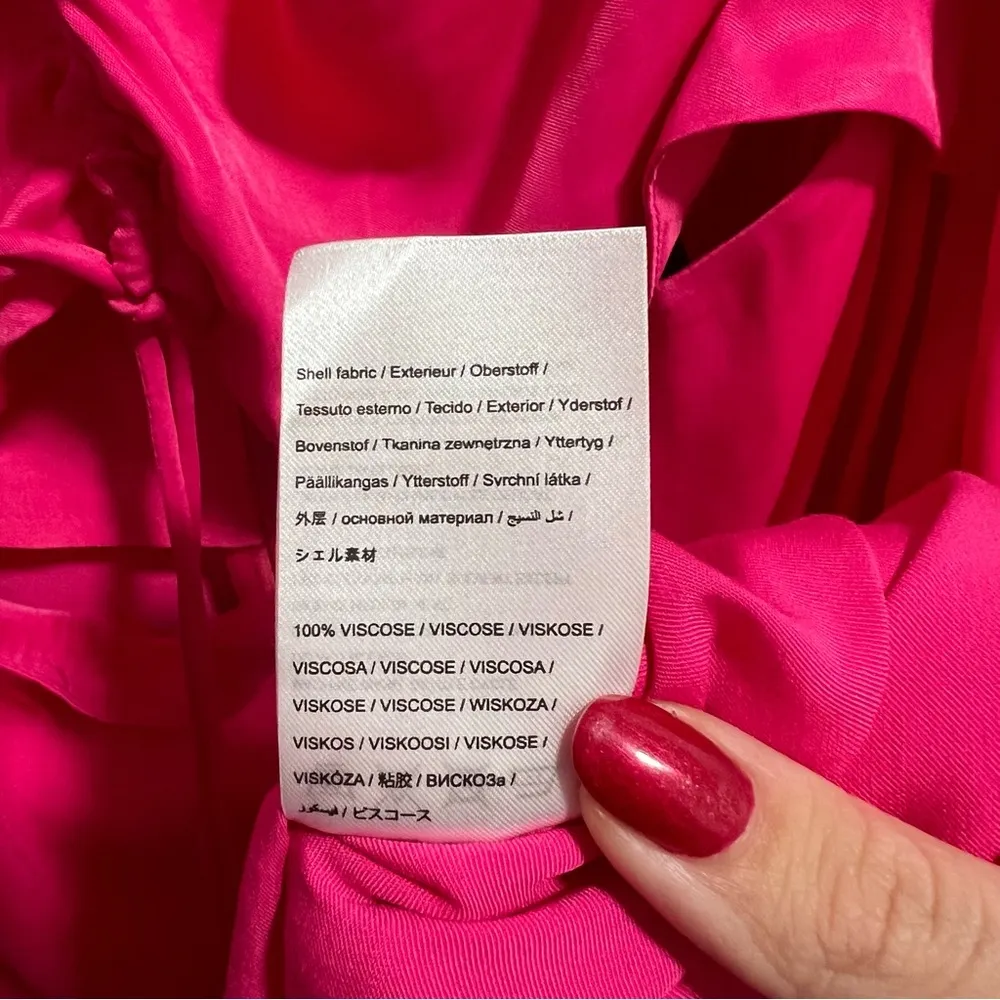 Shell fabric / Exterieur / Oberstoff /
Tessuto esterno / Tecido / Exterior / Yderstof /
Bovenstof / Tkanina zewnętrzna / Yttertyg /
Päällikangas / Ytterstoff / Svrchní látka /
外层 / основной материал / شل النسيج /
シェル素材
100% VISCOSE / VISCOSE / VISKOSE /
VISCOSA / VISCOSE / VISCOSA /
VISKOSE / VISCOSE / WISKOZA /
VISKOS / VISKOOSI / VISKOSE /
VISKÓZA / 粘胶 / ВИСКОЗа /
فيسكوز / ビスコース